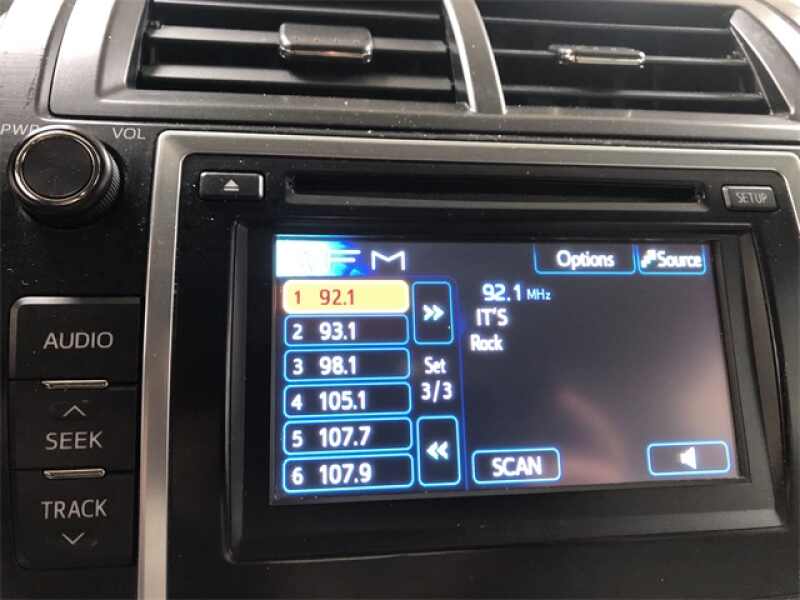 PWR
VOL
SETUP
FM
Options
Source
1 92.1
2 93.1
3 98.1
4 105.1
5 107.7
6 107.9
Set
3/3
92.1 MHz
IT'S
Rock
SCAN
AUDIO
SEEK
TRACK